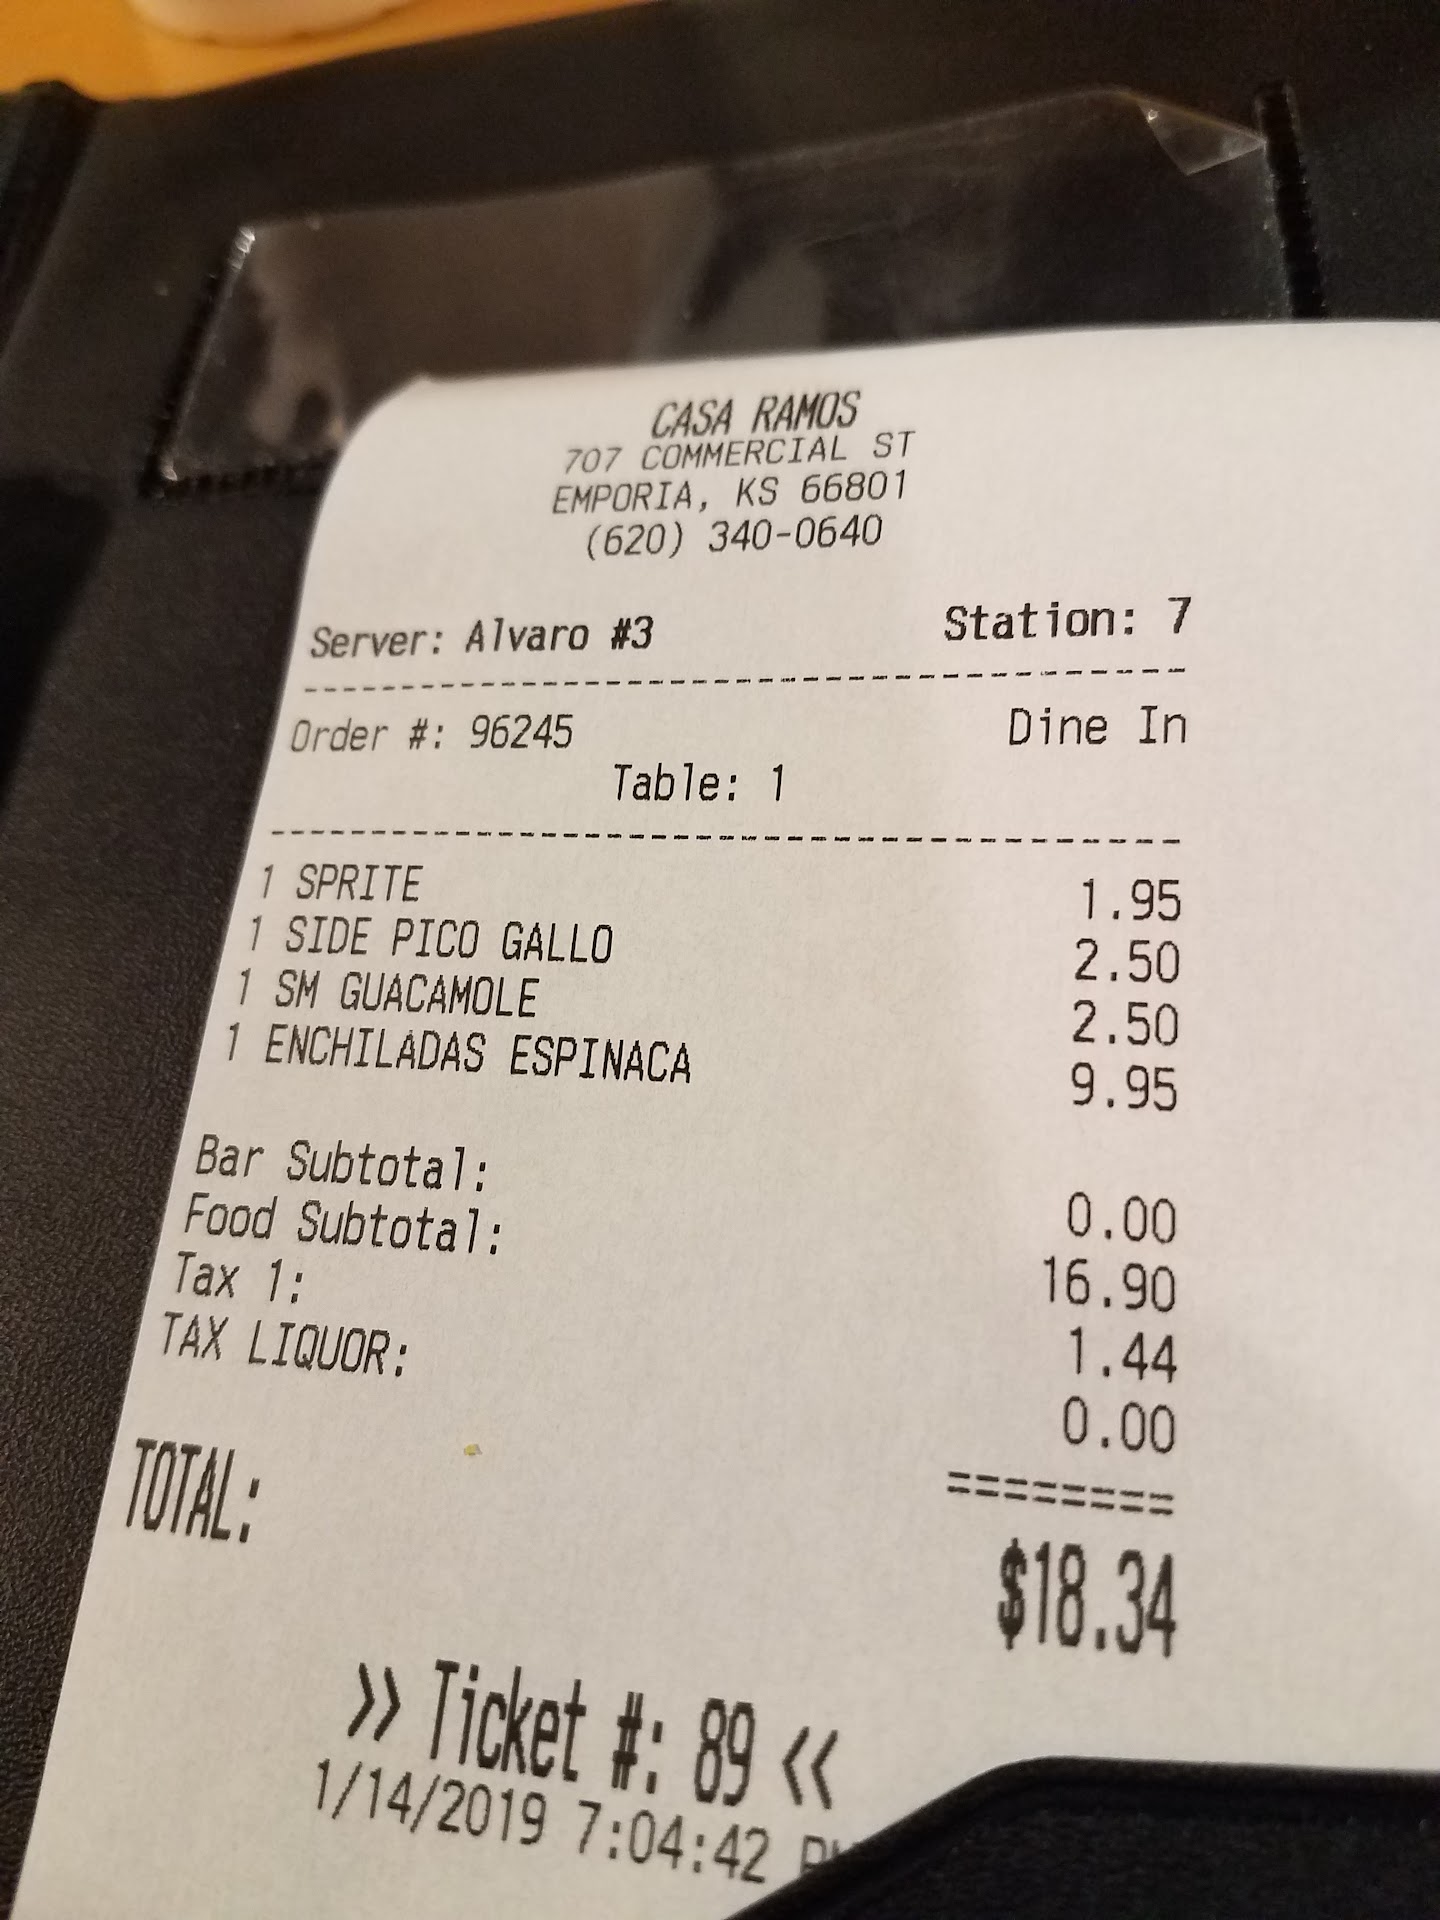 CASA RAMOS
707 COMMERCIAL ST
EMPORIA, KS 66801
(620) 340-0640
Server: Alvaro #3 Station: 7
Order #: 96245 Dine In
Table: 1
1 SPRITE 1.95
1 SIDE PICO GALLO 2.50
1 SM GUACAMOLE 2.50
1 ENCHILADAS ESPINACA 9.95
Bar Subtotal: 0.00
Food Subtotal: 16.90
Tax 1: 1.44
TAX LIQUOR: 0.00
========
TOTAL: $18.34
>> Ticket #: 89 <<
1/14/2019 7:04:42